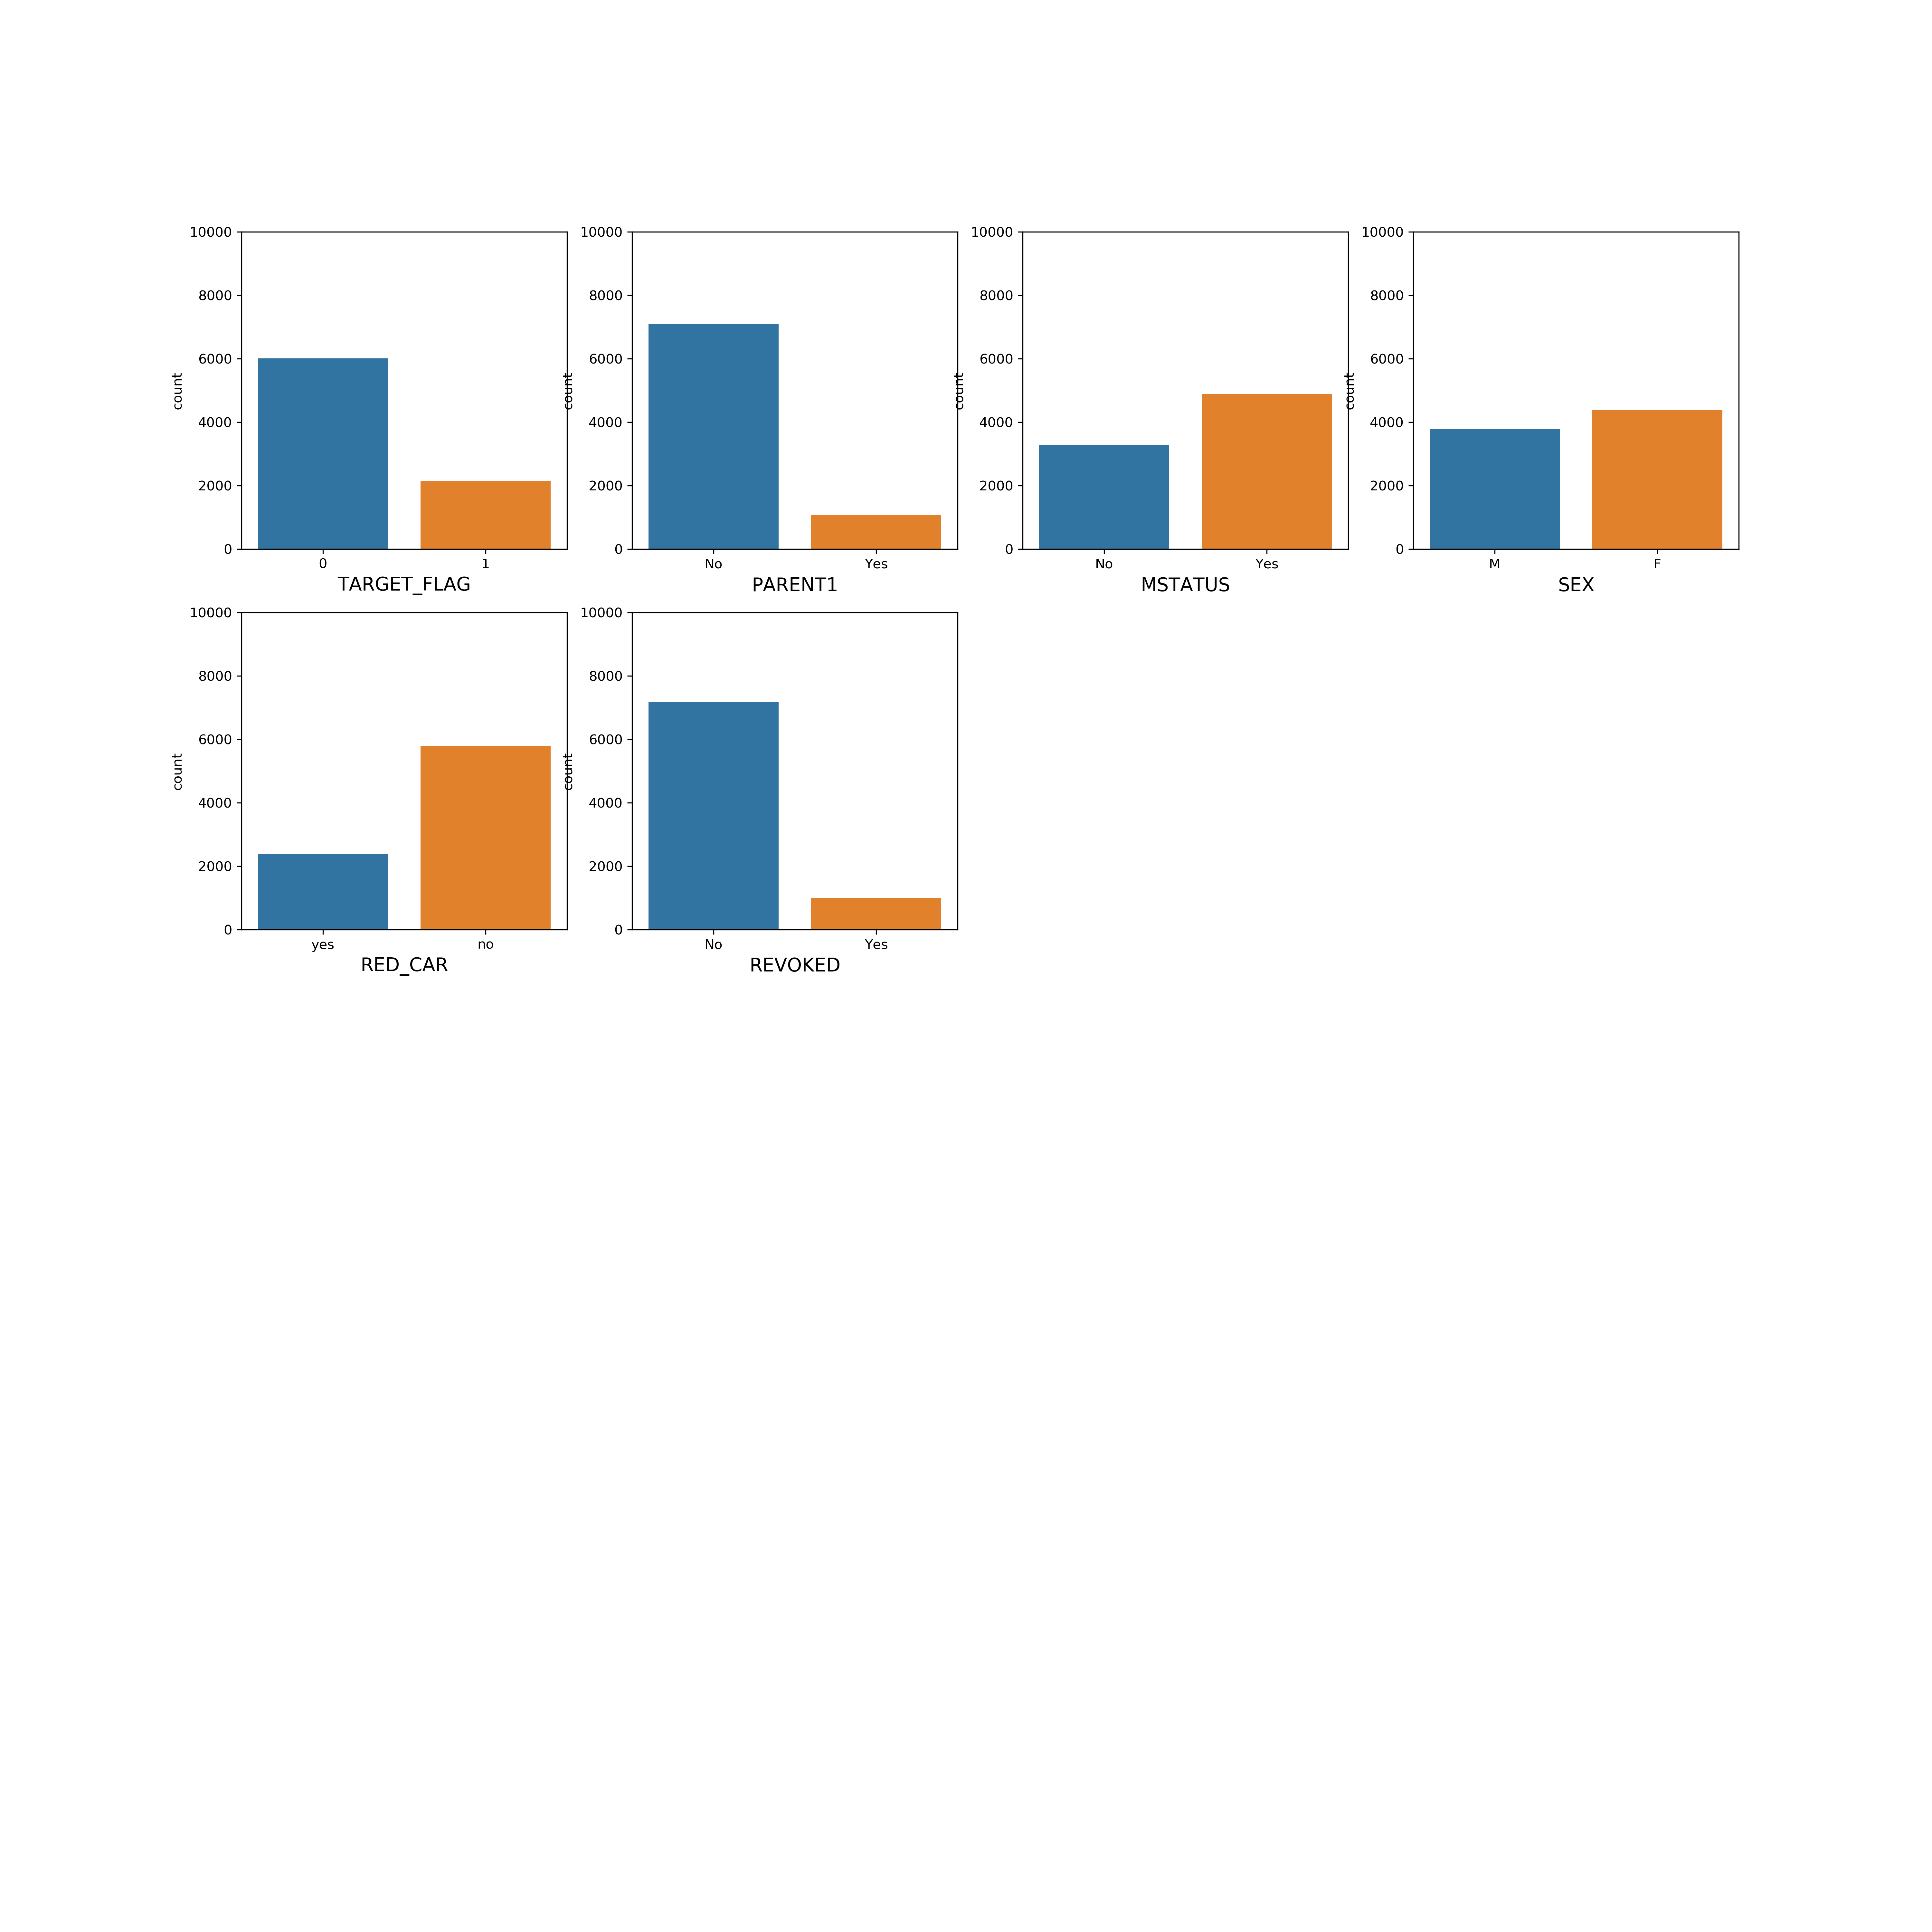 10000 10000 10000 10000
8000 8000 8000 8000
6000 6000 6000 6000
count count count count
4000 4000 4000 4000
2000 2000 2000 2000
0 0 0 0
0 1 No Yes No Yes M F
TARGET_FLAG PARENT1 MSTATUS SEX
10000 10000
8000 8000
6000 6000
count count
4000 4000
2000 2000
0 0
yes no No Yes
RED_CAR REVOKED